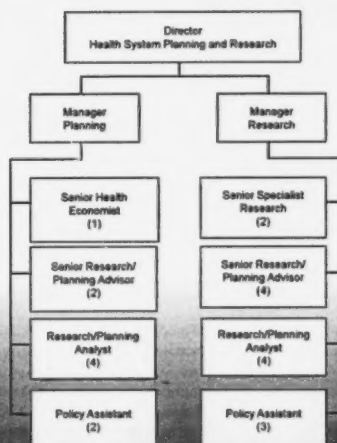 Director
Health System Planning and Research
Manager
Planning
Manager
Research
Senior Health
Economist
(1)
Senior Research/
Planning Advisor
(2)
Research/Planning
Analyst
(4)
Policy Assistant
(2)
Senior Specialist
Research
(2)
Senior Research/
Planning Advisor
(4)
Research/Planning
Analyst
(4)
Policy Assistant
(3)